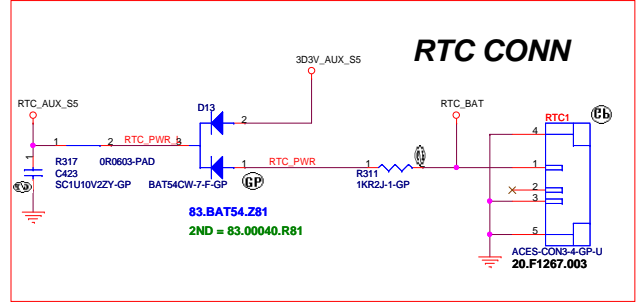 RTC CONN
3D3V_AUX_S5
RTC_AUX_S5
D13
RTC_BAT
RTC1
2
4
1
2
RTC_PWR_
3
1
RTC_PWR
1
1
R317
0R0603-PAD
C423
SC1U10V2ZY-GP
BAT54CW-7-F-GP
GP
R311
1KR2J-1-GP
2
3
83.BAT54.Z81
2ND = 83.00040.R81
5
ACES-CON3-4-GP-U
20.F1267.003